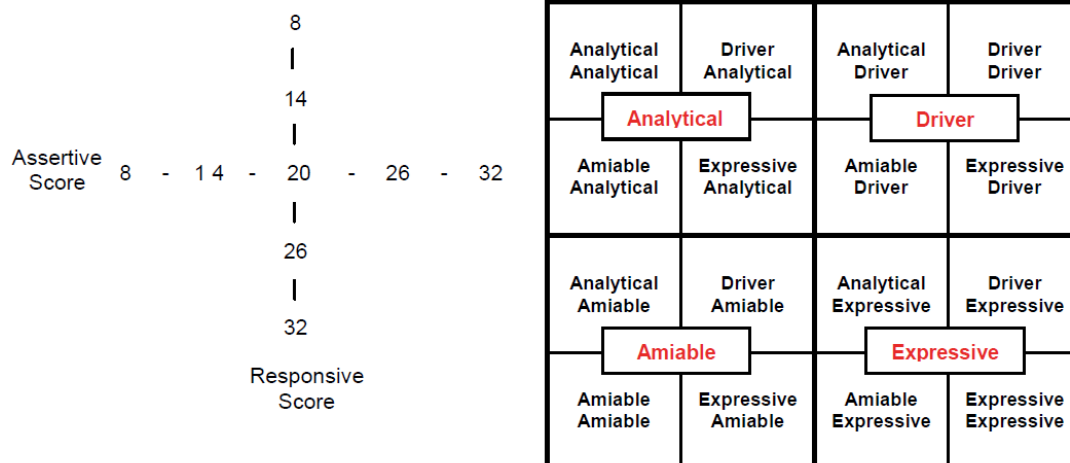 8
14
Assertive
Score
8 - 1 4 - 20 - 26 - 32
26
32
Responsive
Score
Analytical
Analytical
Driver
Analytical
Analytical
Driver
Driver
Driver
Analytical
Driver
Amiable
Analytical
Expressive
Analytical
Amiable
Driver
Expressive
Driver
Analytical
Amiable
Driver
Amiable
Analytical
Expressive
Driver
Expressive
Amiable
Expressive
Amiable
Amiable
Expressive
Amiable
Amiable
Expressive
Expressive
Expressive